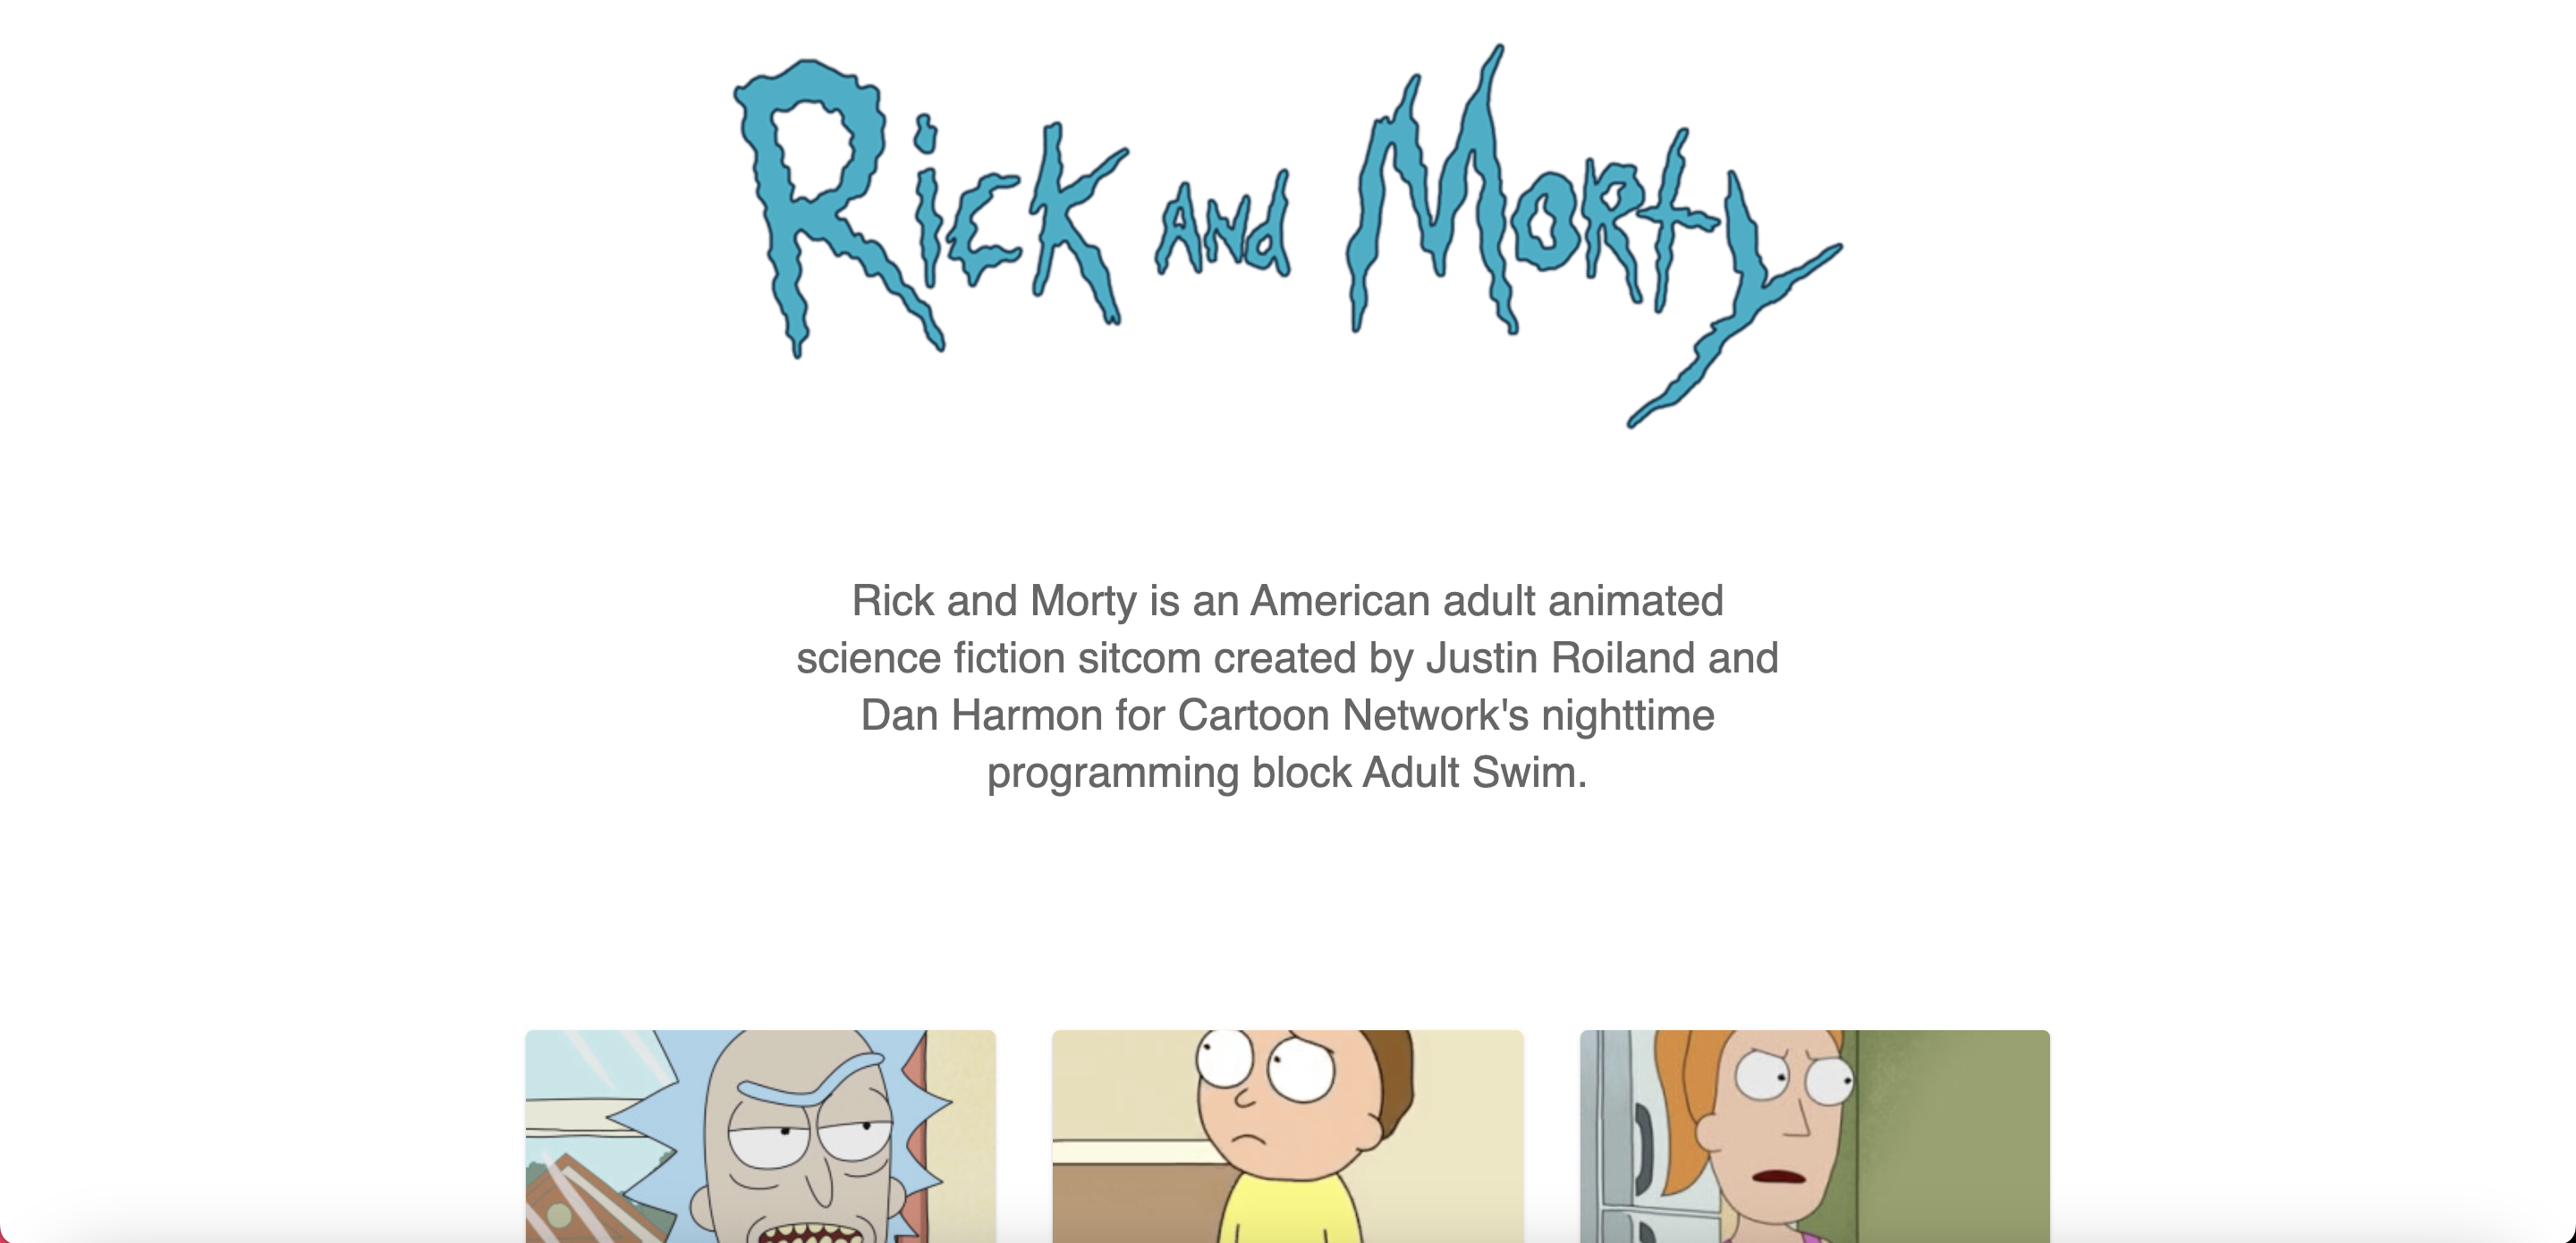 Rick and Morty
Rick and Morty is an American adult animated
science fiction sitcom created by Justin Roiland and
Dan Harmon for Cartoon Network's nighttime
programming block Adult Swim.